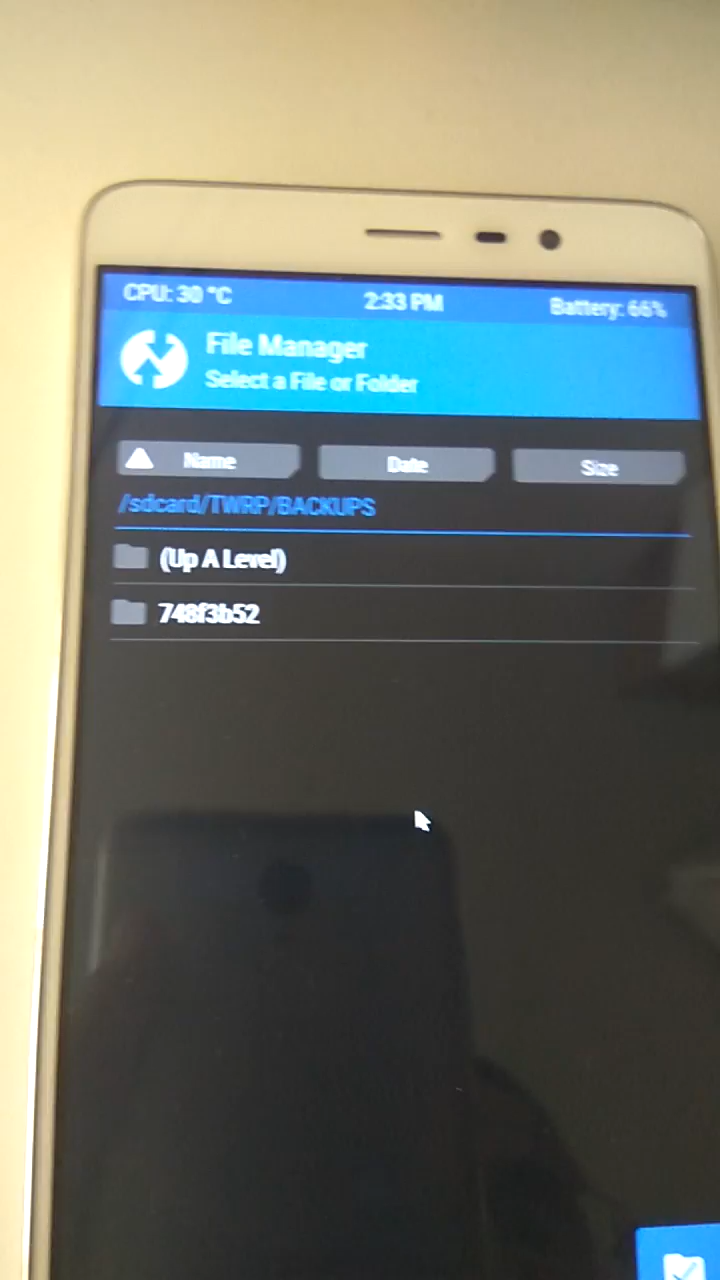 CPU: 30 °C 2:33 PM Battery: 66%
File Manager
Select a File or Folder
Name Date Size
/sdcard/TWRP/BACKUPS
(Up A Level)
748f3b52